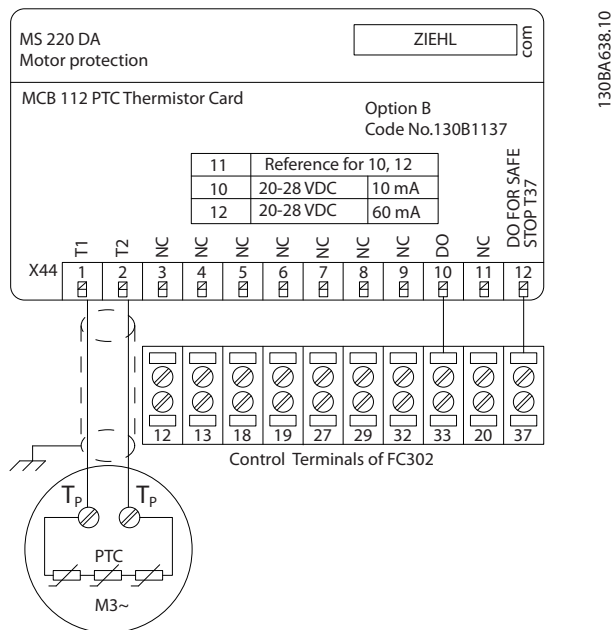 130BA638.10
MS 220 DA
Motor protection
ZIEHL
com
MCB 112 PTC Thermistor Card
Option B
Code No.130B1137
11 Reference for 10, 12
10 20-28 VDC 10 mA
12 20-28 VDC 60 mA
T1 T2 NC NC NC NC NC NC NC DO NC DO FOR SAFE
STOP T37
X44 1 2 3 4 5 6 7 8 9 10 11 12
12 13 18 19 27 29 32 33 20 37
Control Terminals of FC302
TP TP
PTC
M3~